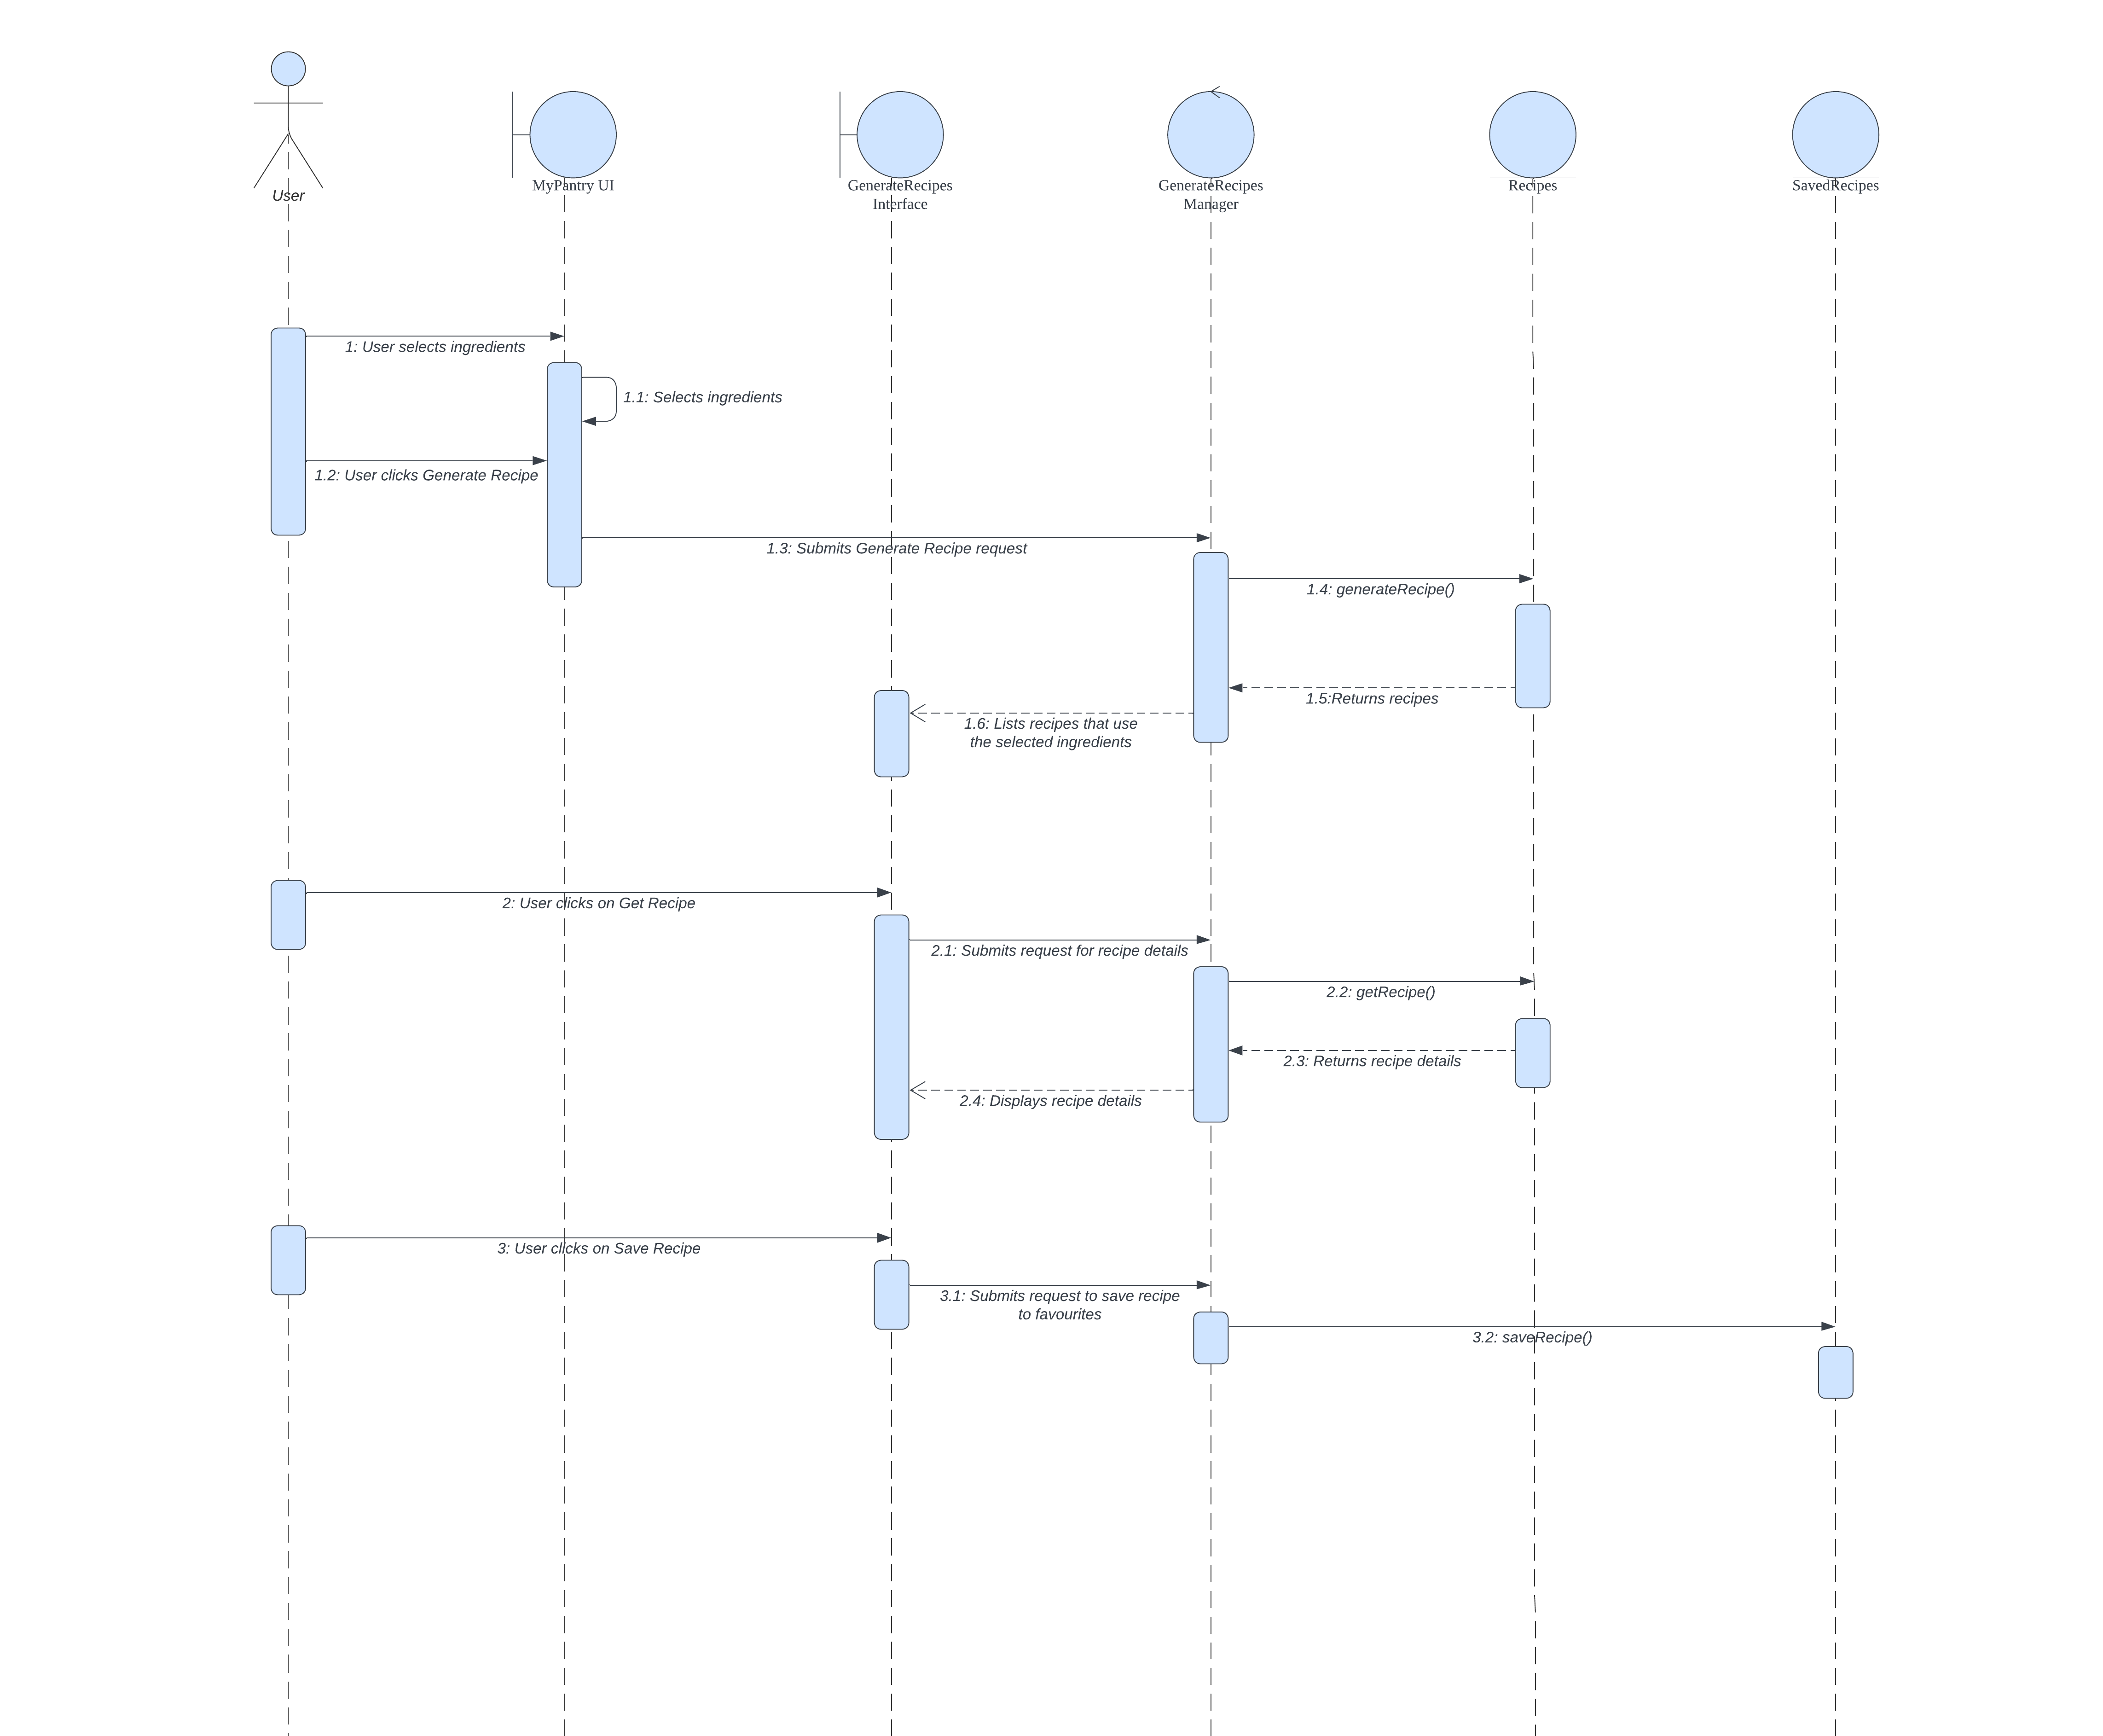 User
MyPantry UI
GenerateRecipes
Interface
GenerateRecipes
Manager
Recipes
SavedRecipes
1: User selects ingredients
1.1: Selects ingredients
1.2: User clicks Generate Recipe
1.3: Submits Generate Recipe request
1.4: generateRecipe()
1.5:Returns recipes
1.6: Lists recipes that use
the selected ingredients
2: User clicks on Get Recipe
2.1: Submits request for recipe details
2.2: getRecipe()
2.3: Returns recipe details
2.4: Displays recipe details
3: User clicks on Save Recipe
3.1: Submits request to save recipe
to favourites
3.2: saveRecipe()